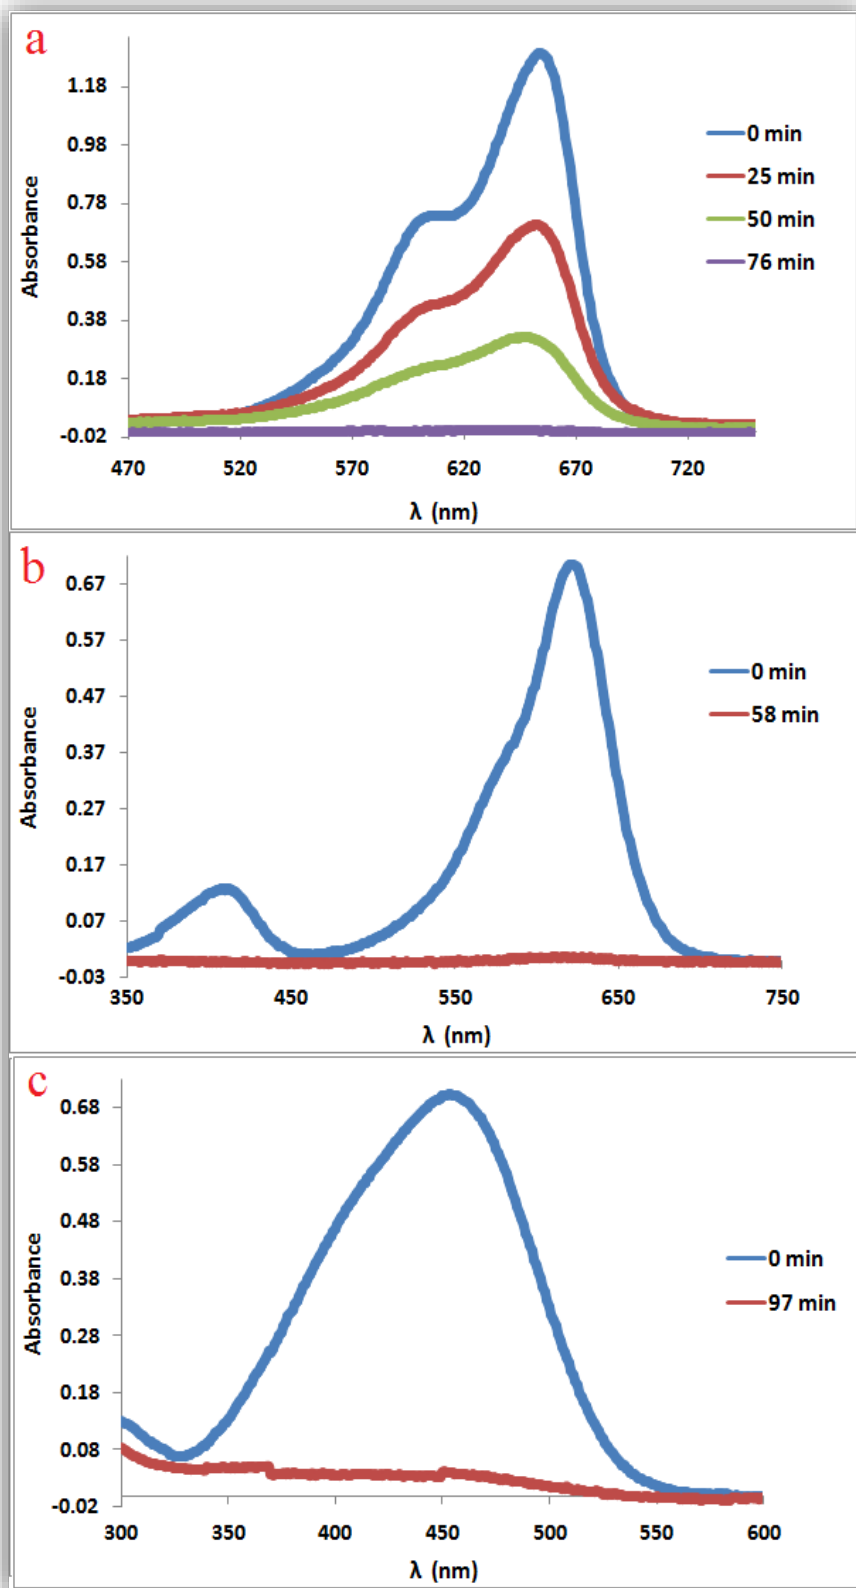 a
1.18
0.98
0.78
0.58
0.38
0.18
-0.02
Absorbance
0 min
25 min
50 min
76 min
470 520 570 620 670 720
λ (nm)
b
0.67
0.57
0.47
0.37
0.27
0.17
0.07
-0.03
Absorbance
0 min
58 min
350 450 550 650 750
λ (nm)
c
0.68
0.58
0.48
0.38
0.28
0.18
0.08
-0.02
Absorbance
0 min
97 min
300 350 400 450 500 550 600
λ (nm)